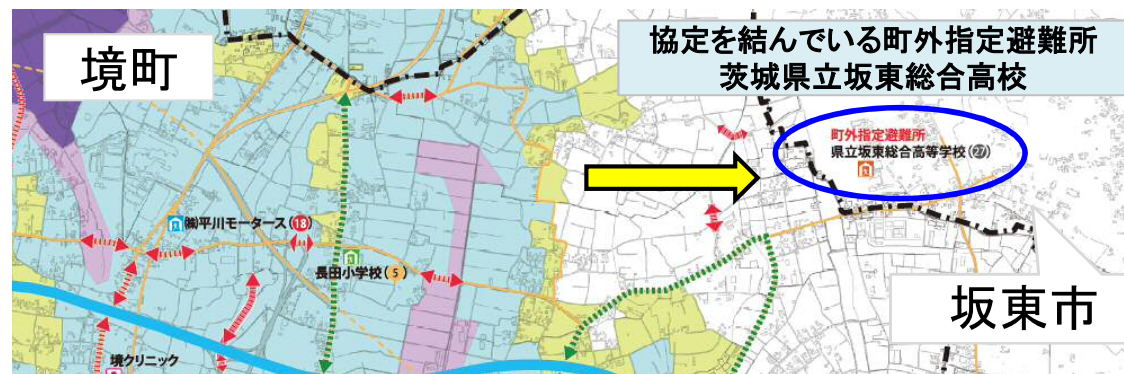 境町
協定を結んでいる町外指定避難所
茨城県立坂東総合高校
町外指定避難所
県立坂東総合高等学校(27)
㈱平川モータース(18)
長田小学校(5)
坂東市
境クリニック